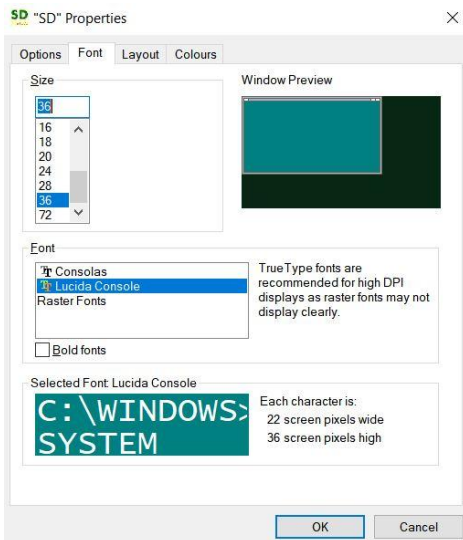 SD "SD" Properties
Options Font Layout Colours
Size
36
16
18
20
24
28
36
72
Window Preview
Font
Consolas
Lucida Console
Raster Fonts
TrueType fonts are
recommended for high DPI
displays as raster fonts may not
display clearly.
Bold fonts
Selected Font: Lucida Console
C:\WINDOWS>
SYSTEM
Each character is:
22 screen pixels wide
36 screen pixels high
OK Cancel